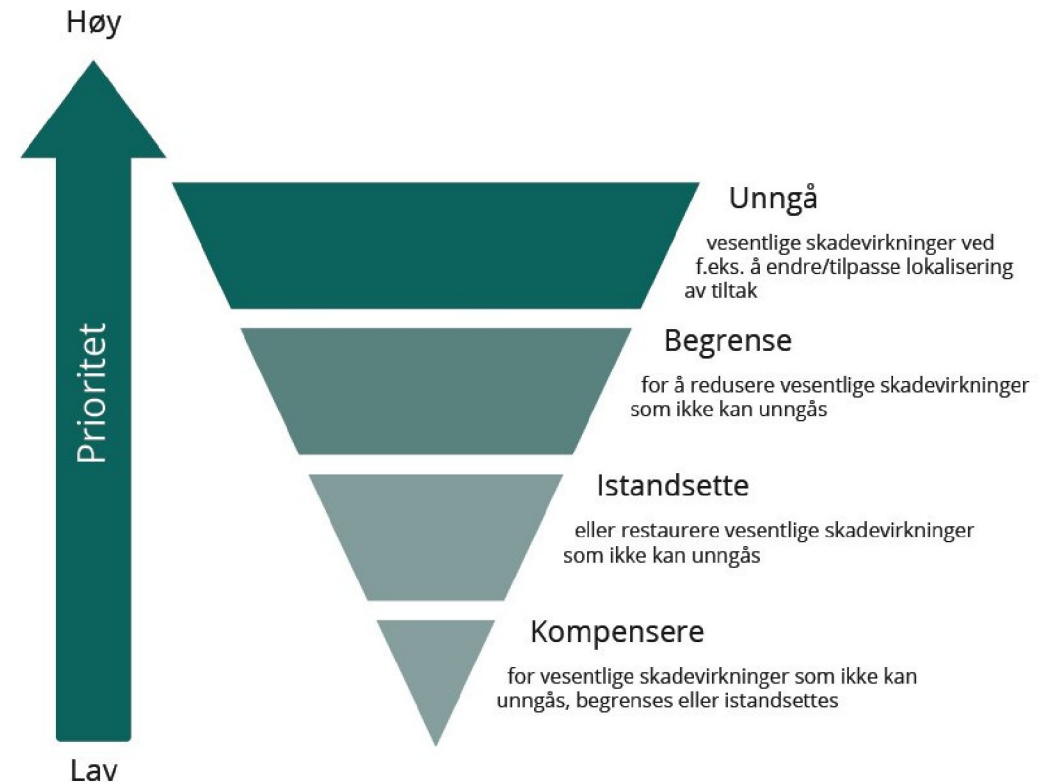 Høy
Prioritet
Lav
Unngå
vesentlige skadevirkninger ved
f.eks. å endre/tilpasse lokalisering
av tiltak
Begrense
for å redusere vesentlige skadevirkninger
som ikke kan unngås
Istandsette
eller restaurere vesentlige skadevirkninger
som ikke kan unngås
Kompensere
for vesentlige skadevirkninger som ikke kan
unngås, begrenses eller istandsettes